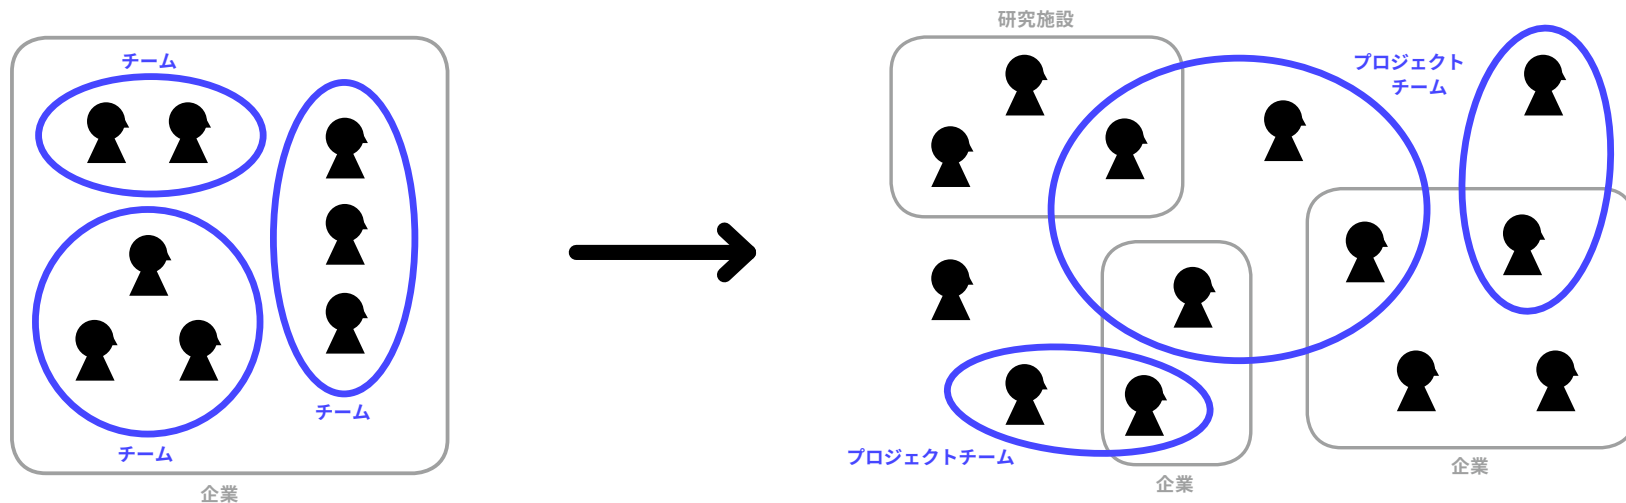 チーム
チーム
チーム
企業
研究施設
プロジェクト
チーム
プロジェクトチーム
企業
企業